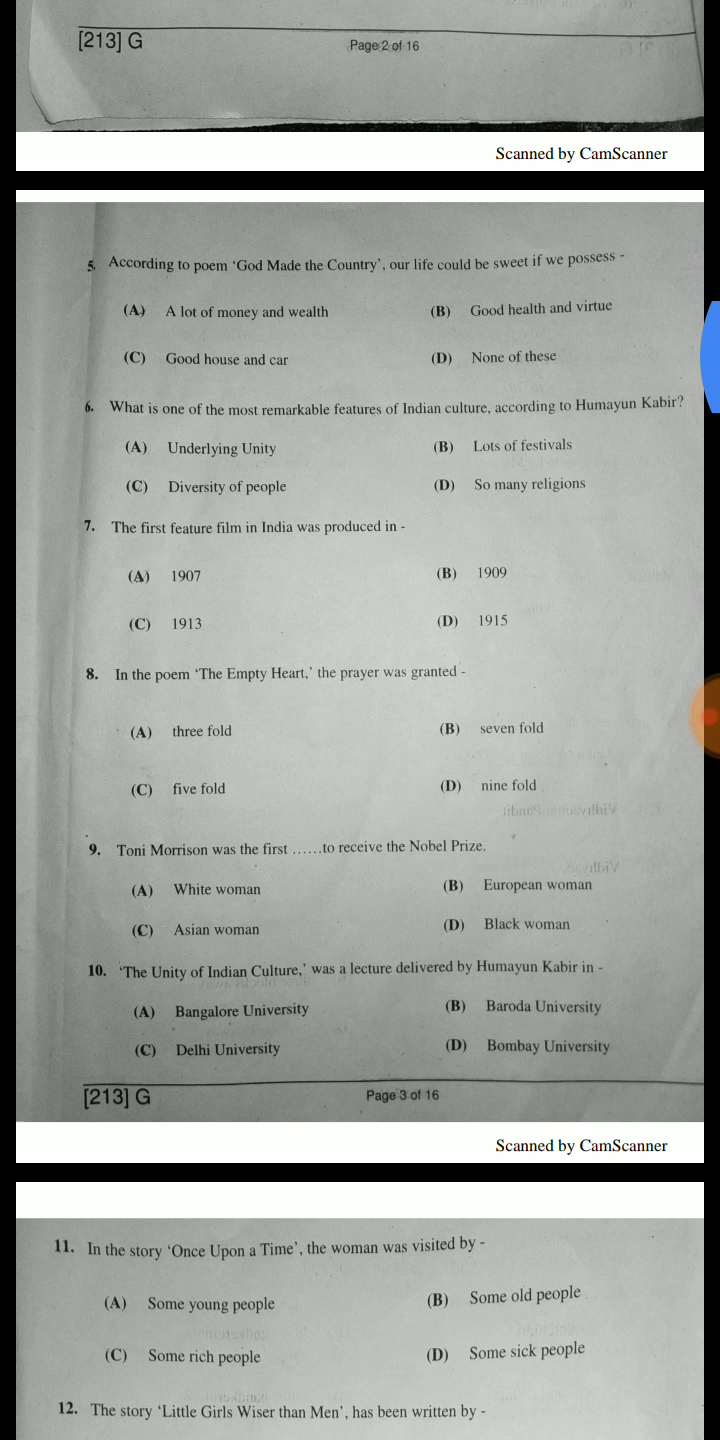 [213] G
Page 2 of 16
Scanned by CamScanner
5. According to poem ‘God Made the Country’, our life could be sweet if we possess -
(A) A lot of money and wealth (B) Good health and virtue
(C) Good house and car (D) None of these
6. What is one of the most remarkable features of Indian culture, according to Humayun Kabir?
(A) Underlying Unity (B) Lots of festivals
(C) Diversity of people (D) So many religions
7. The first feature film in India was produced in -
(A) 1907 (B) 1909
(C) 1913 (D) 1915
8. In the poem ‘The Empty Heart,’ the prayer was granted -
(A) three fold (B) seven fold
(C) five fold (D) nine fold
9. Toni Morrison was the first ......to receive the Nobel Prize.
(A) White woman (B) European woman
(C) Asian woman (D) Black woman
10. ‘The Unity of Indian Culture,’ was a lecture delivered by Humayun Kabir in -
(A) Bangalore University (B) Baroda University
(C) Delhi University (D) Bombay University
[213] G
Page 3 of 16
Scanned by CamScanner
11. In the story ‘Once Upon a Time’, the woman was visited by -
(A) Some young people (B) Some old people
(C) Some rich people (D) Some sick people
12. The story ‘Little Girls Wiser than Men’, has been written by -